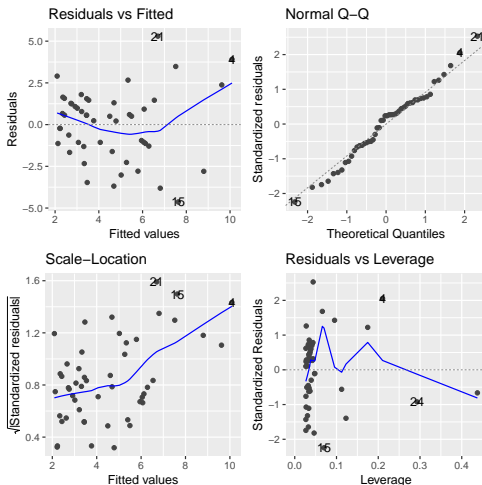 Residuals vs Fitted
21
4
15
5.0
2.5
0.0
-2.5
-5.0
2 4 6 8 10
Fitted values
Residuals
Normal Q-Q
21
4
15
2
1
0
-1
-2
-2 -1 0 1 2
Theoretical Quantiles
Standardized residuals
Scale-Location
21
15
4
1.6
1.2
0.8
0.4
2 4 6 8 10
Fitted values
√|Standardized residuals|
Residuals vs Leverage
4
24
15
2
1
0
-1
-2
0.0 0.1 0.2 0.3 0.4
Leverage
Standardized Residuals